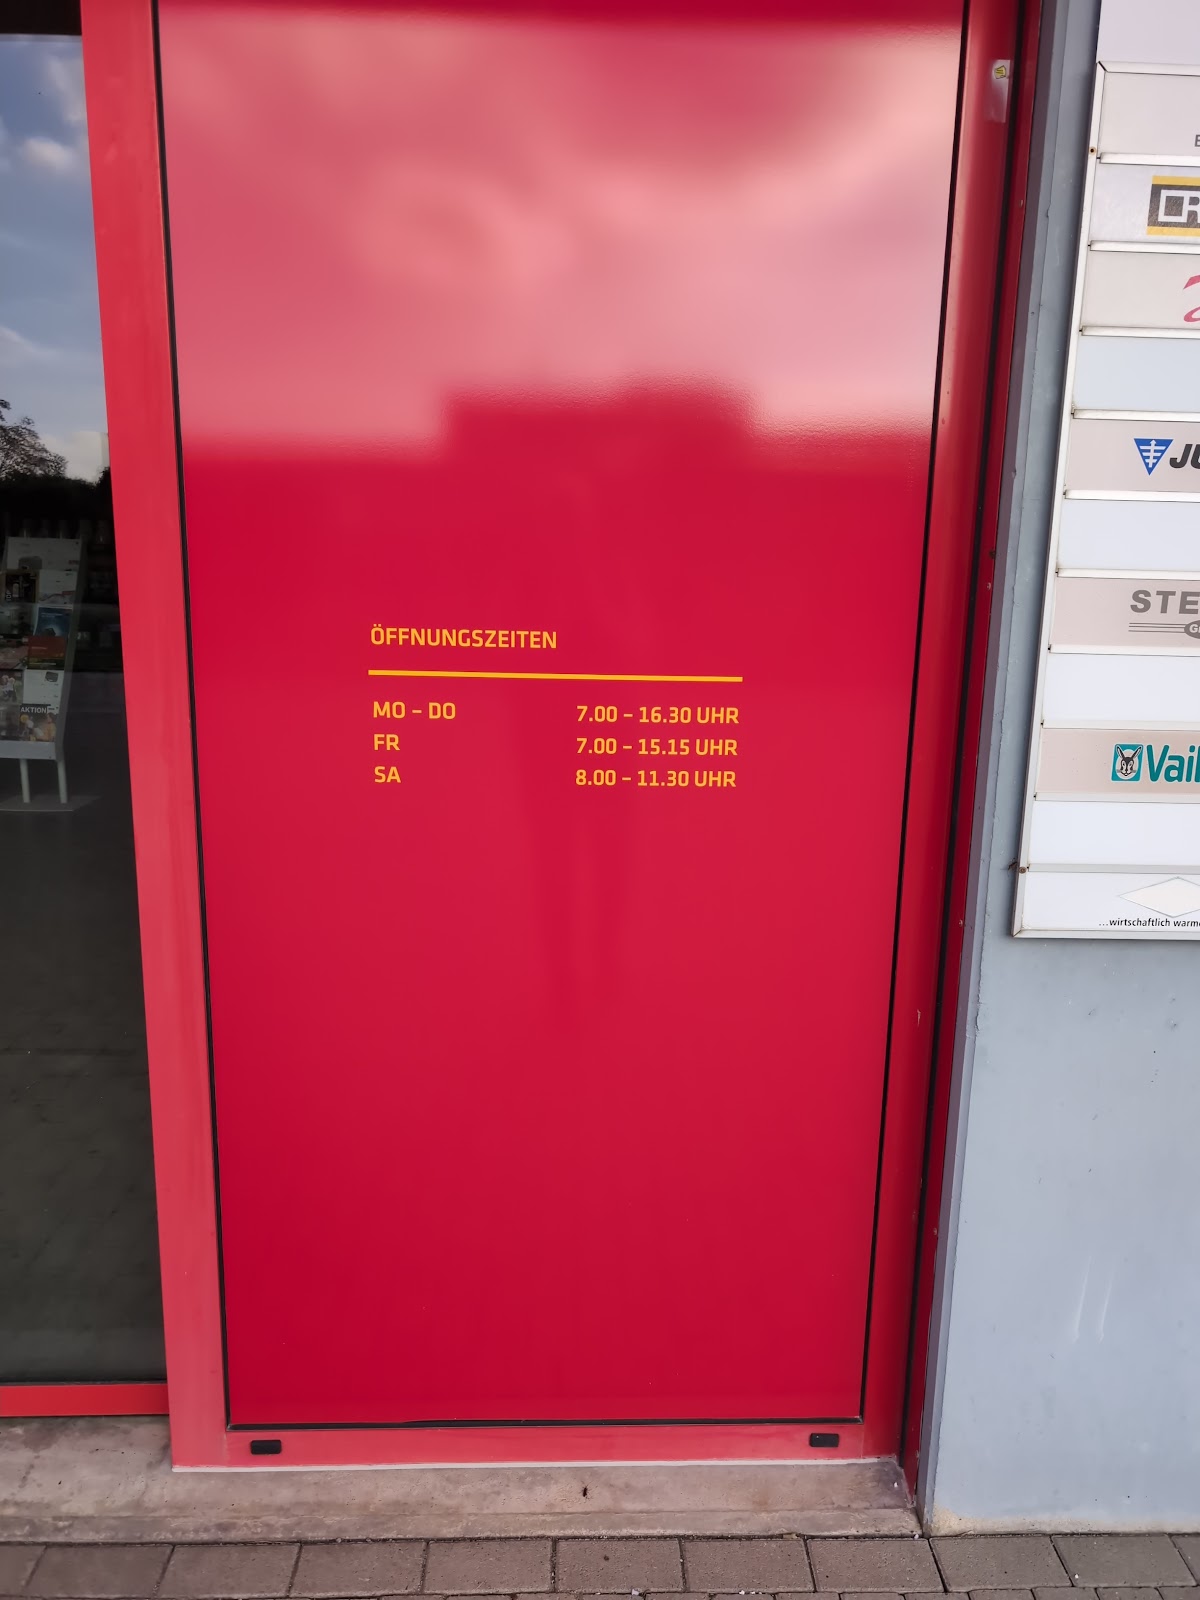 ÖFFNUNGSZEITEN
MO – DO 7.00 – 16.30 UHR
FR 7.00 – 15.15 UHR
SA 8.00 – 11.30 UHR
STE
Vail
...wirtschaftlich warm
AKTION